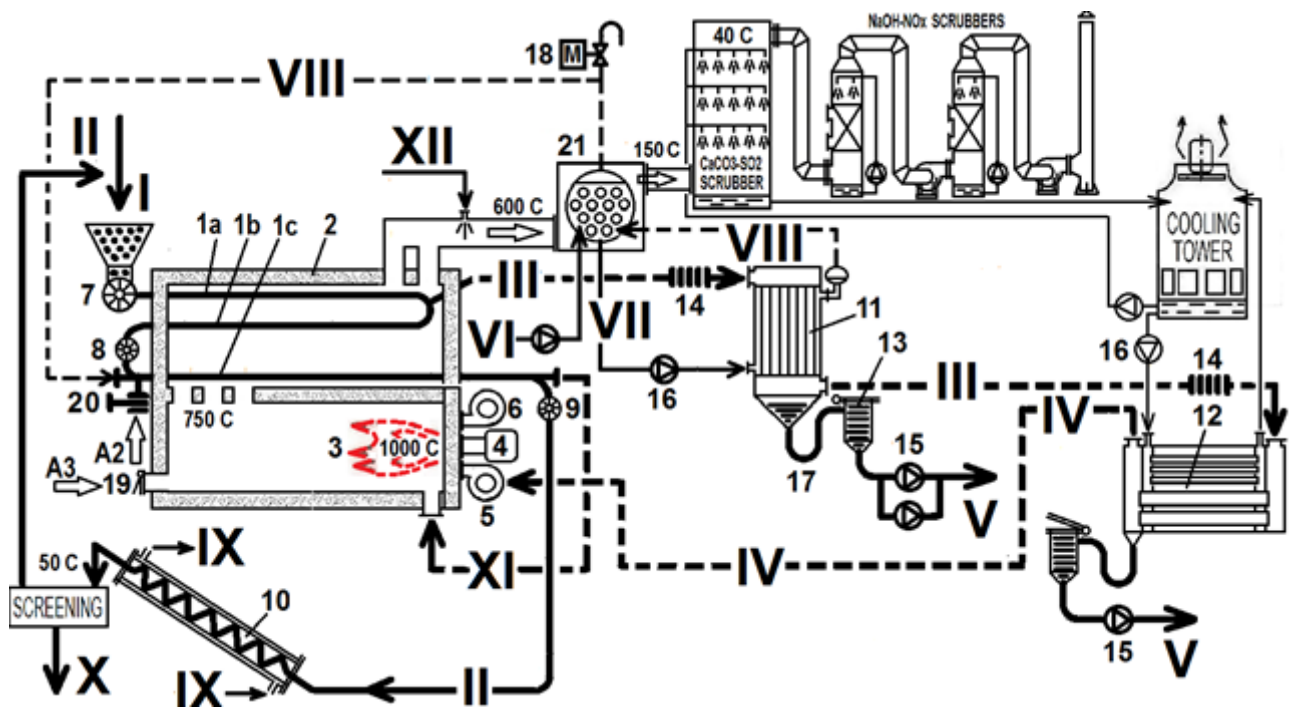 NaOH-NOx SCRUBBERS
40 C
18
M
VIII
II
XII
21
150 C
CaCO3-SO2
SCRUBBER
I
1a
1b
1c
2
600 C
VIII
COOLING
TOWER
7
III
14
VI
VII
11
8
16
13
16
14
III
IV
IV
12
20
750 C
6
9
3
1000 C
4
A2
A3
19
5
15
17
V
50 C
IX
XI
IV
SCREENING
10
15
V
X
IX
II